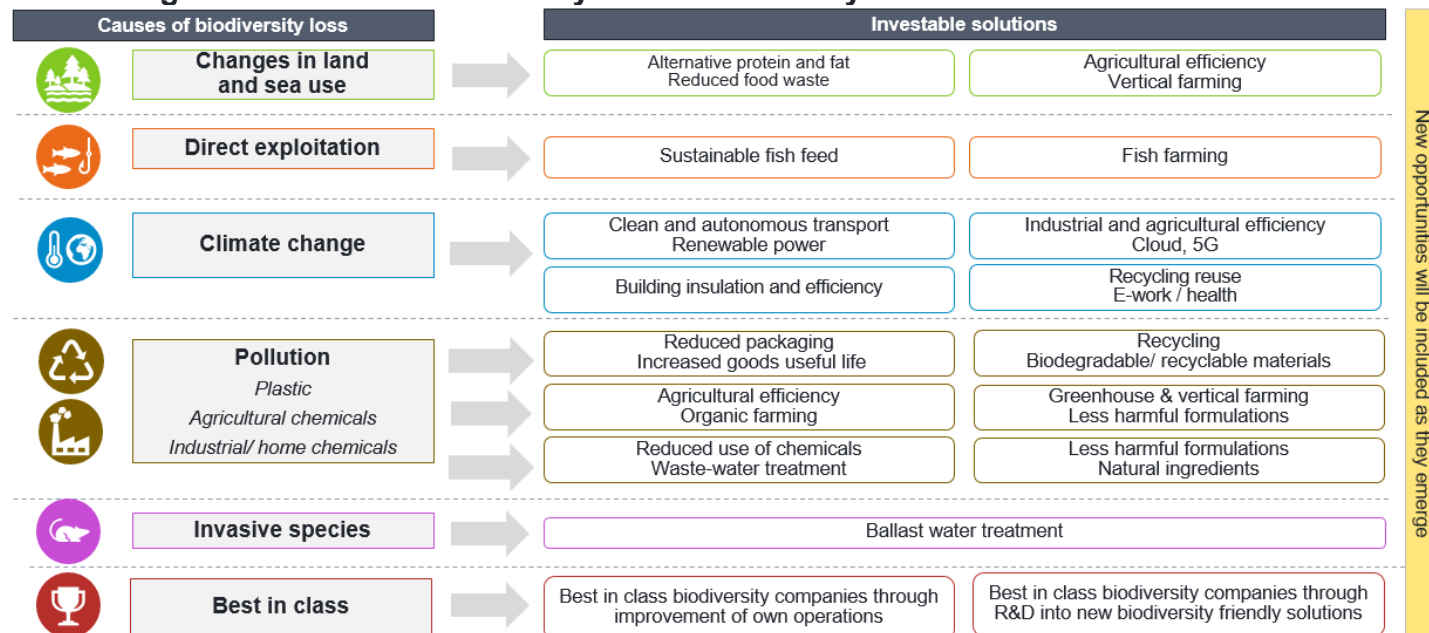 Causes of biodiversity loss
Investable solutions
Changes in land
and sea use
Alternative protein and fat
Reduced food waste
Agricultural efficiency
Vertical farming
Direct exploitation
Sustainable fish feed
Fish farming
Climate change
Clean and autonomous transport
Renewable power
Industrial and agricultural efficiency
Cloud, 5G
Building insulation and efficiency
Recycling reuse
E-work / health
Pollution
Plastic
Agricultural chemicals
Industrial/ home chemicals
Reduced packaging
Increased goods useful life
Recycling
Biodegradable/ recyclable materials
Agricultural efficiency
Organic farming
Greenhouse & vertical farming
Less harmful formulations
Reduced use of chemicals
Waste-water treatment
Less harmful formulations
Natural ingredients
Invasive species
Ballast water treatment
Best in class
Best in class biodiversity companies through
improvement of own operations
Best in class biodiversity companies through
R&D into new biodiversity friendly solutions
New opportunities will be included as they emerge